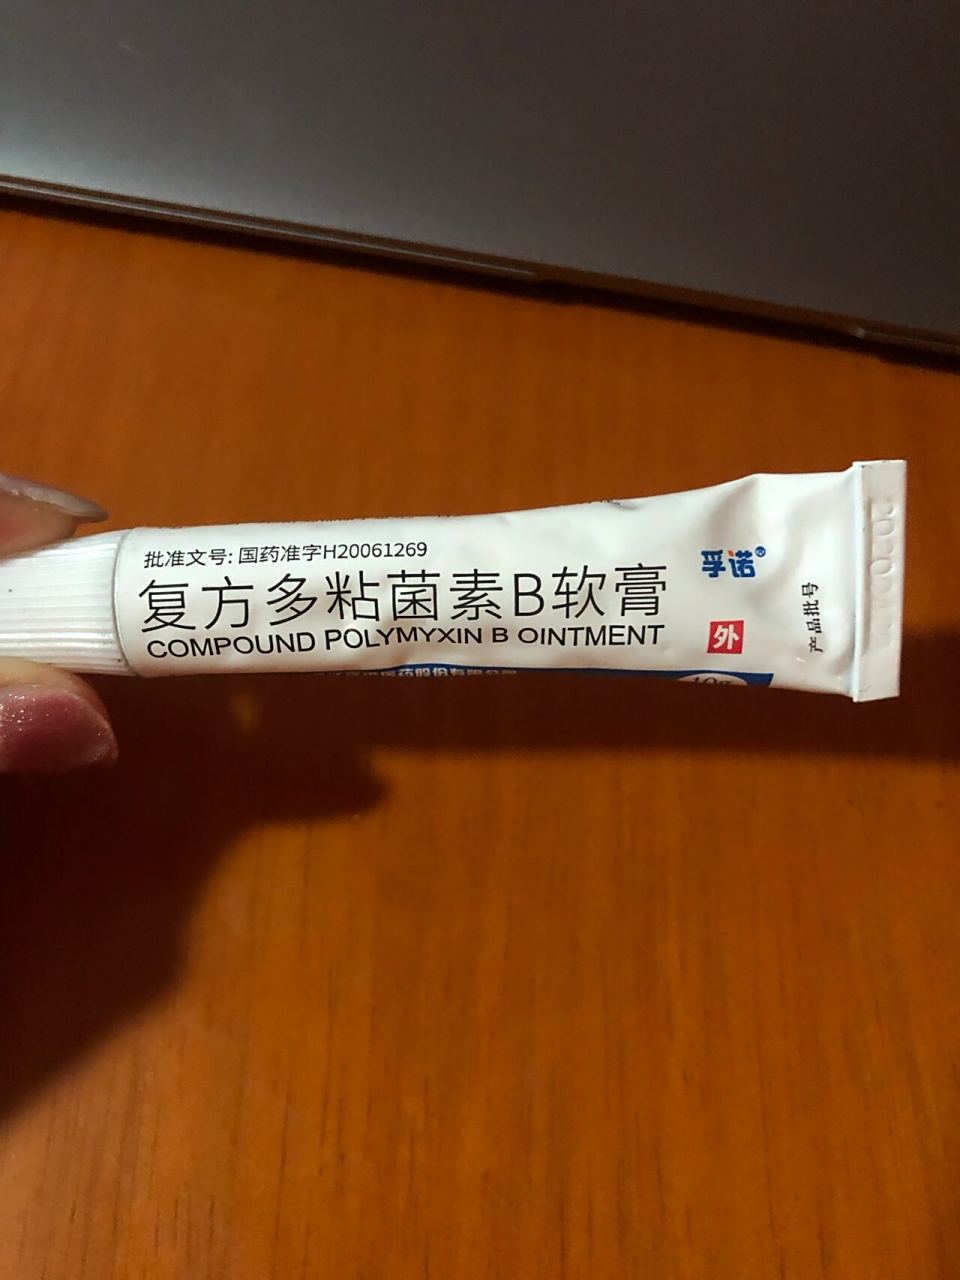 批准文号: 国药准字H20061269
复方多粘菌素B软膏
COMPOUND POLYMYXIN B OINTMENT
孚诺®
外
产品批号